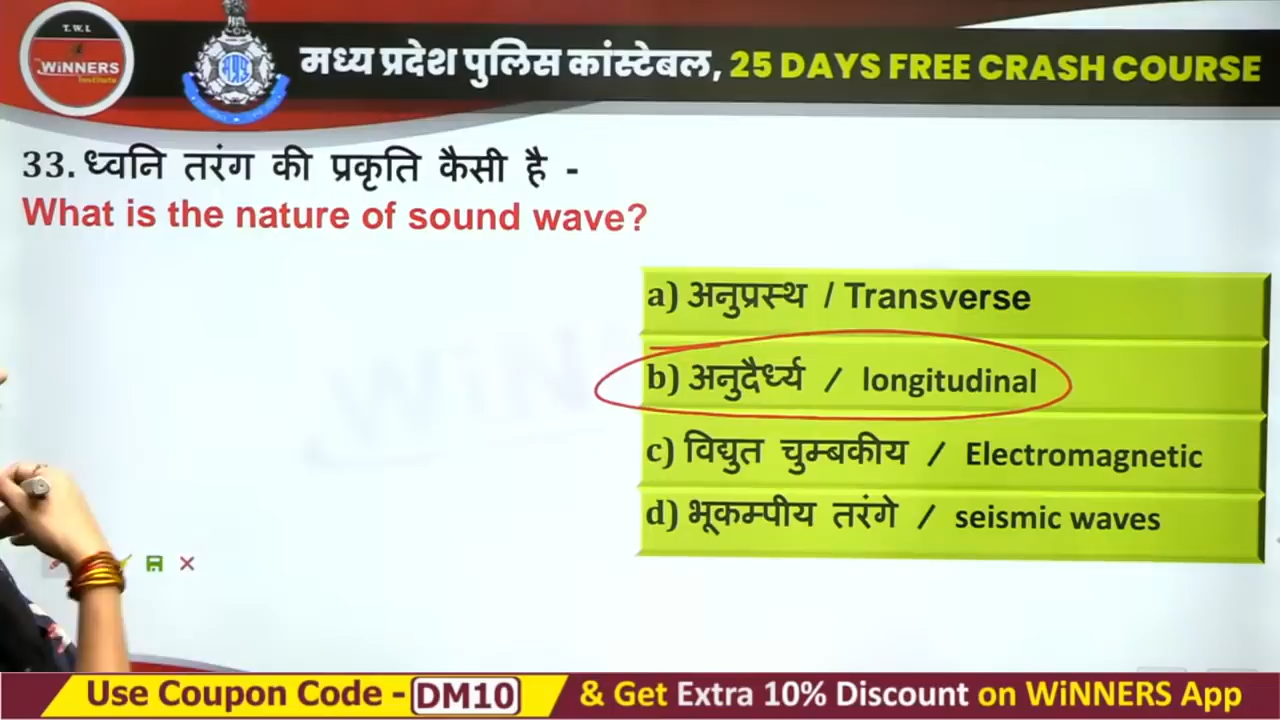 T.W.I.
WiNNERS
Institute
मध्य प्रदेश पुलिस कांस्टेबल, 25 DAYS FREE CRASH COURSE
33. ध्वनि तरंग की प्रकृति कैसी है -
What is the nature of sound wave?
a) अनुप्रस्थ / Transverse
b) अनुदैर्ध्य / longitudinal
c) विद्युत चुम्बकीय / Electromagnetic
d) भूकम्पीय तरंगे / seismic waves
Use Coupon Code - DM10 & Get Extra 10% Discount on WiNNERS App